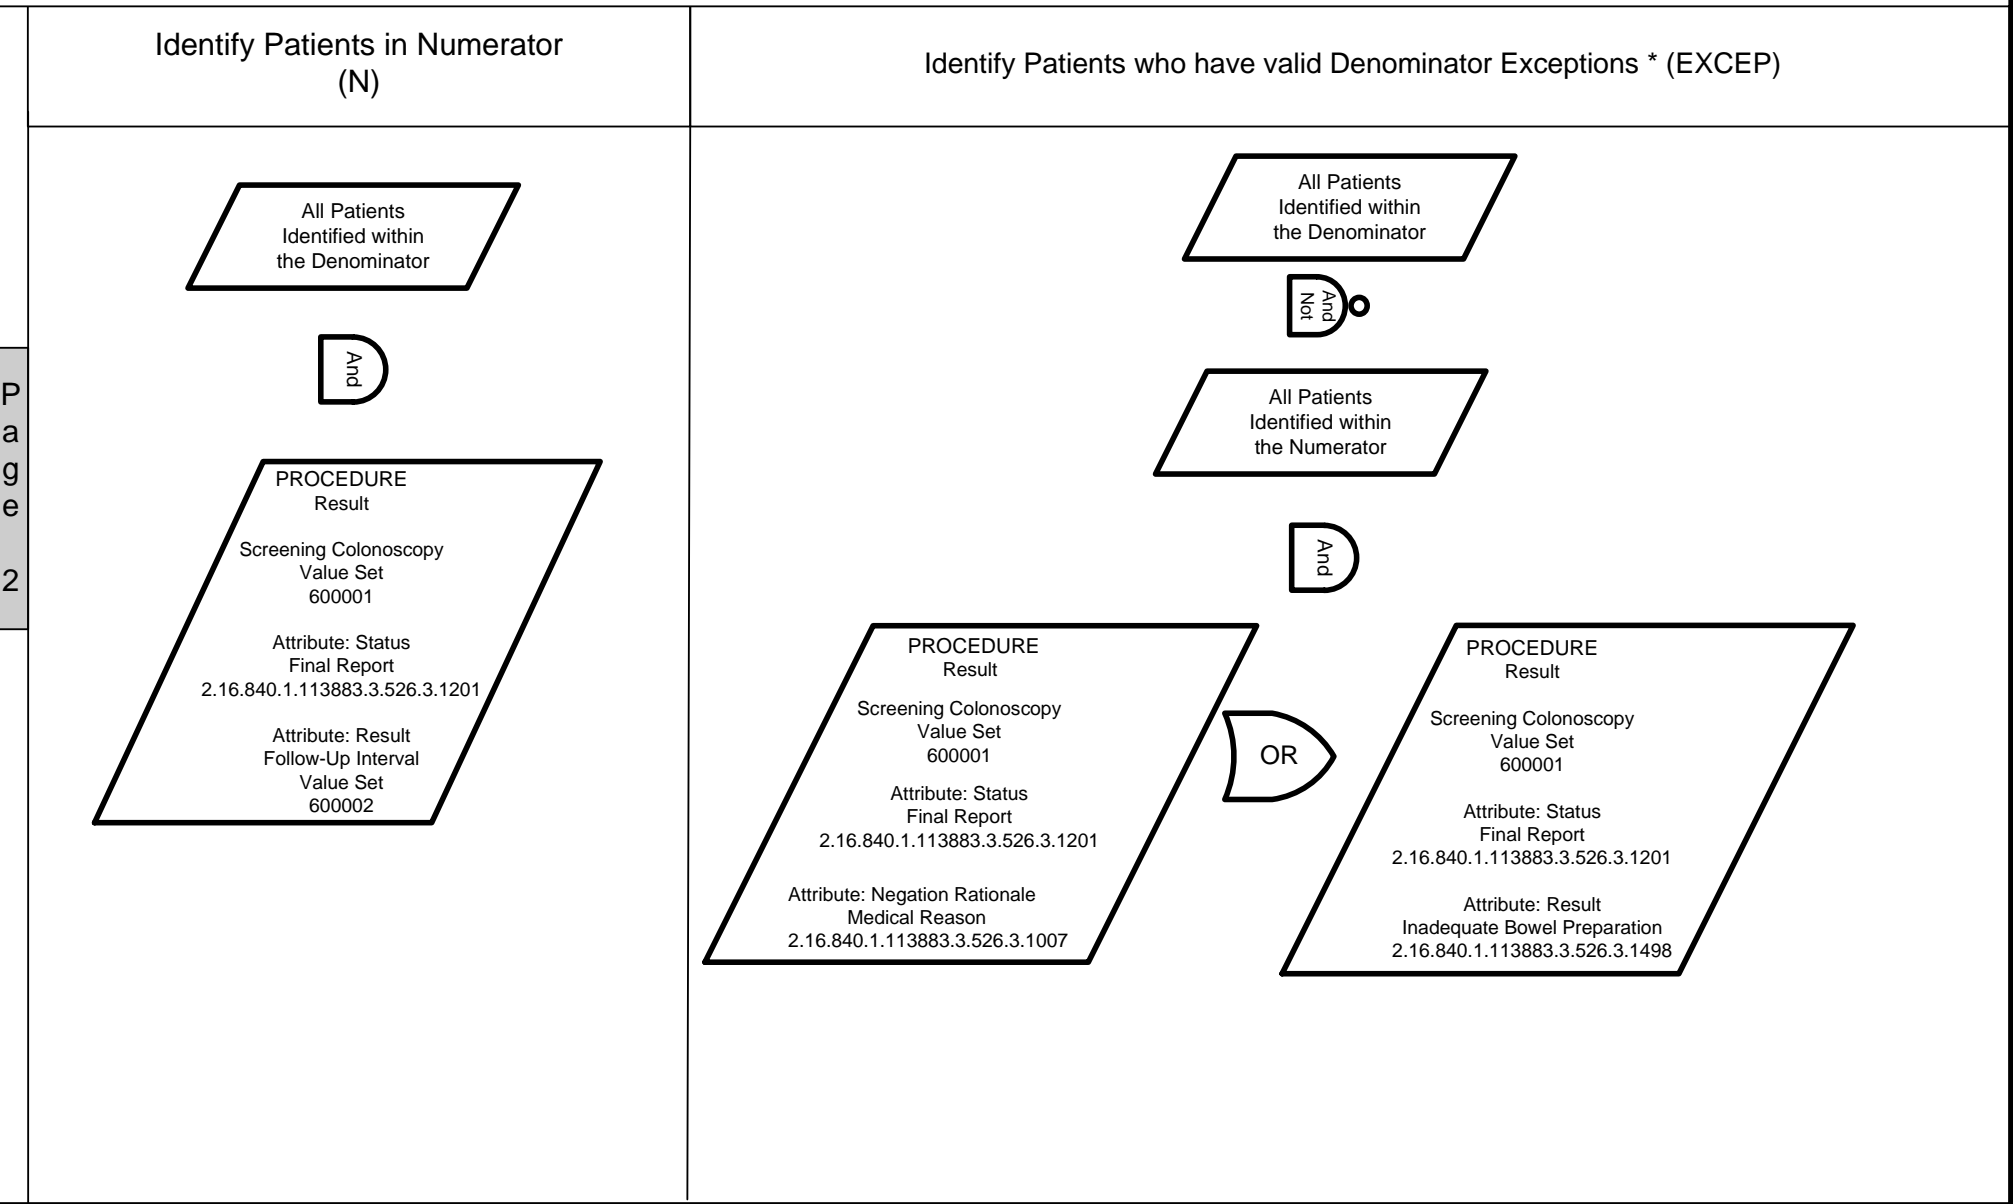 Page 2
Identify Patients in Numerator
(N)
All Patients
Identified within
the Denominator
And
PROCEDURE
Result
Screening Colonoscopy
Value Set
600001
Attribute: Status
Final Report
2.16.840.1.113883.3.526.3.1201
Attribute: Result
Follow-Up Interval
Value Set
600002
Identify Patients who have valid Denominator Exceptions * (EXCEP)
All Patients
Identified within
the Denominator
And
Not
All Patients
Identified within
the Numerator
And
PROCEDURE
Result
Screening Colonoscopy
Value Set
600001
Attribute: Status
Final Report
2.16.840.1.113883.3.526.3.1201
Attribute: Negation Rationale
Medical Reason
2.16.840.1.113883.3.526.3.1007
OR
PROCEDURE
Result
Screening Colonoscopy
Value Set
600001
Attribute: Status
Final Report
2.16.840.1.113883.3.526.3.1201
Attribute: Result
Inadequate Bowel Preparation
2.16.840.1.113883.3.526.3.1498